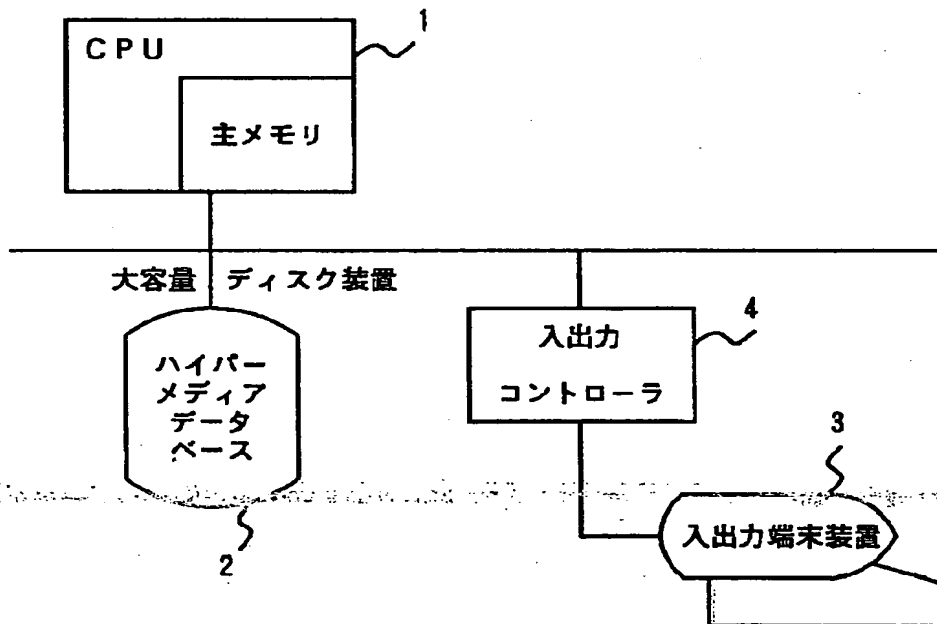 1
CPU
主メモリ
大容量 ディスク装置
4
入出力
コントローラ
ハイパー
メディア
データ
ベース
3
入出力端末装置
2